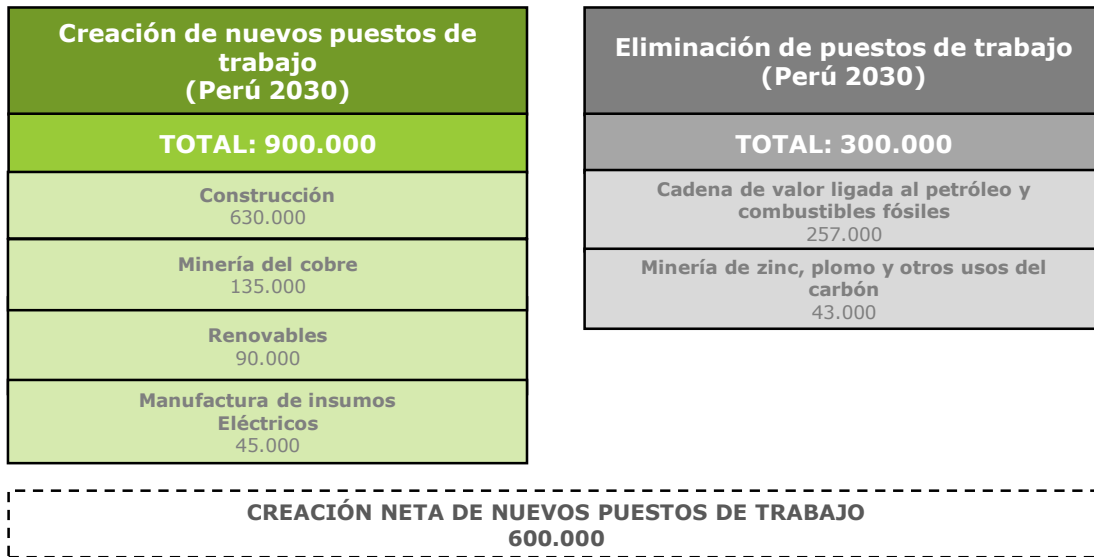 Creación de nuevos puestos de
trabajo
(Perú 2030)
TOTAL: 900.000
Construcción
630.000
Minería del cobre
135.000
Renovables
90.000
Manufactura de insumos
Eléctricos
45.000
Eliminación de puestos de trabajo
(Perú 2030)
TOTAL: 300.000
Cadena de valor ligada al petróleo y
combustibles fósiles
257.000
Minería de zinc, plomo y otros usos del
carbón
43.000
CREACIÓN NETA DE NUEVOS PUESTOS DE TRABAJO
600.000